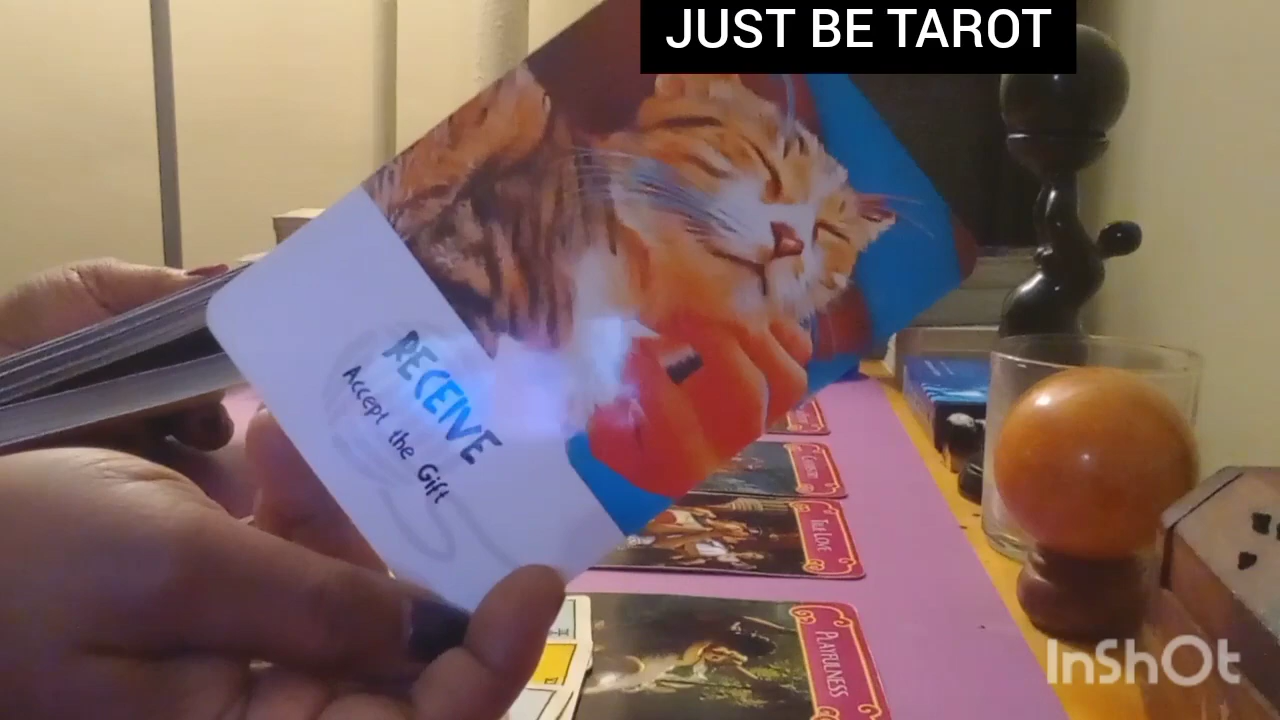 JUST BE TAROT
RECEIVE
Accept the Gift
TRUE LOVE
PLAYFULNESS
InShOt